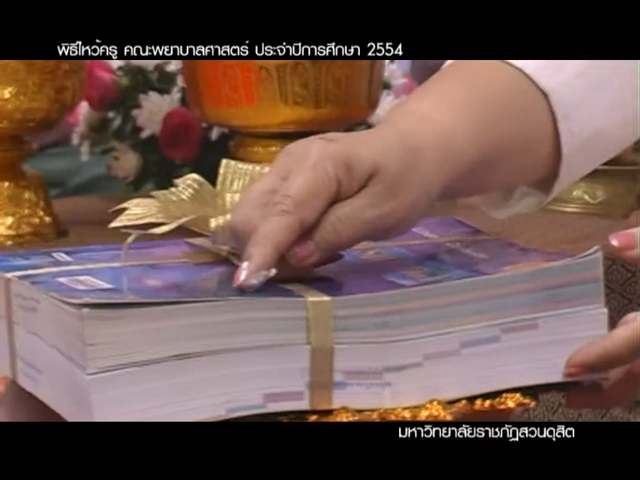 พิธีไหว้ครู คณะพยาบาลศาสตร์ ประจำปีการศึกษา 2554
มหาวิทยาลัยราชภัฏสวนดุสิต